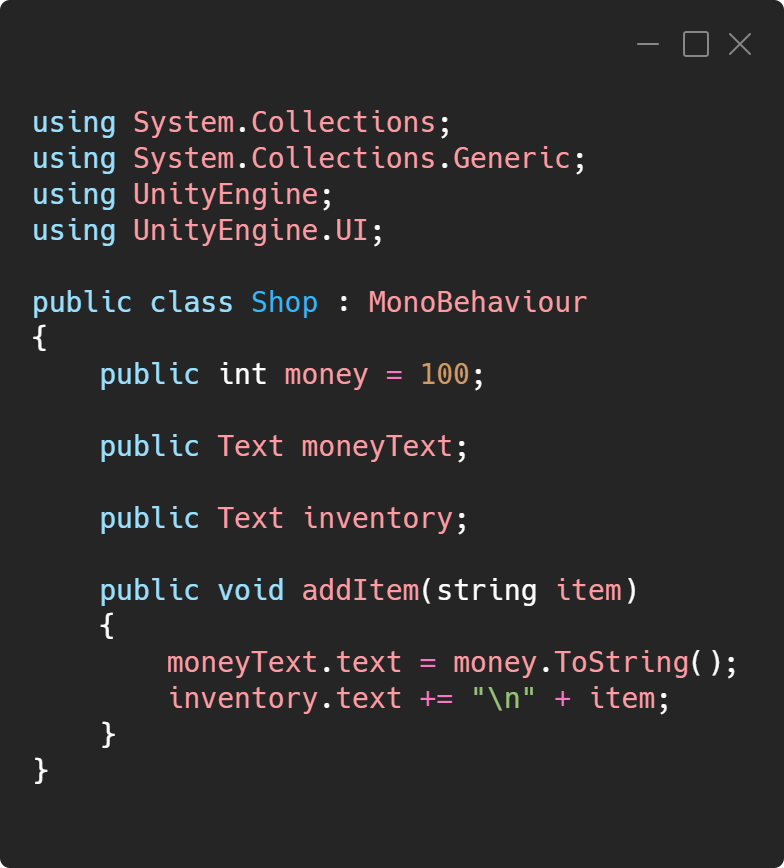 using System.Collections;
using System.Collections.Generic;
using UnityEngine;
using UnityEngine.UI;

public class Shop : MonoBehaviour
{
    public int money = 100;

    public Text moneyText;

    public Text inventory;

    public void addItem(string item)
    {
        moneyText.text = money.ToString();
        inventory.text += "\n" + item;
    }
}